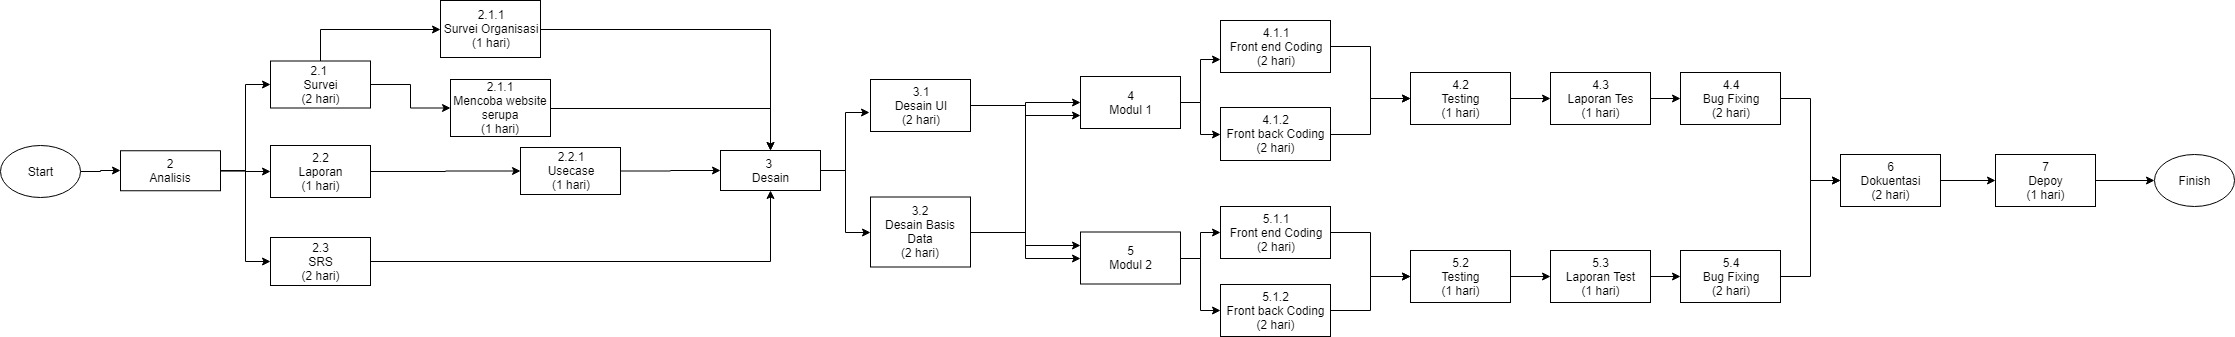 Start
2
Analisis
2.1
Survei
(2 hari)
2.1.1
Survei Organisasi
(1 hari)
2.1.1
Mencoba website
serupa
(1 hari)
2.2
Laporan
(1 hari)
2.2.1
Usecase
(1 hari)
2.3
SRS
(2 hari)
3
Desain
3.1
Desain UI
(2 hari)
3.2
Desain Basis
Data
(2 hari)
4
Modul 1
4.1.1
Front end Coding
(2 hari)
4.1.2
Front back Coding
(2 hari)
4.2
Testing
(1 hari)
4.3
Laporan Tes
(1 hari)
4.4
Bug Fixing
(2 hari)
5
Modul 2
5.1.1
Front end Coding
(2 hari)
5.1.2
Front back Coding
(2 hari)
5.2
Testing
(1 hari)
5.3
Laporan Test
(1 hari)
5.4
Bug Fixing
(2 hari)
6
Dokuentasi
(2 hari)
7
Depoy
(1 hari)
Finish